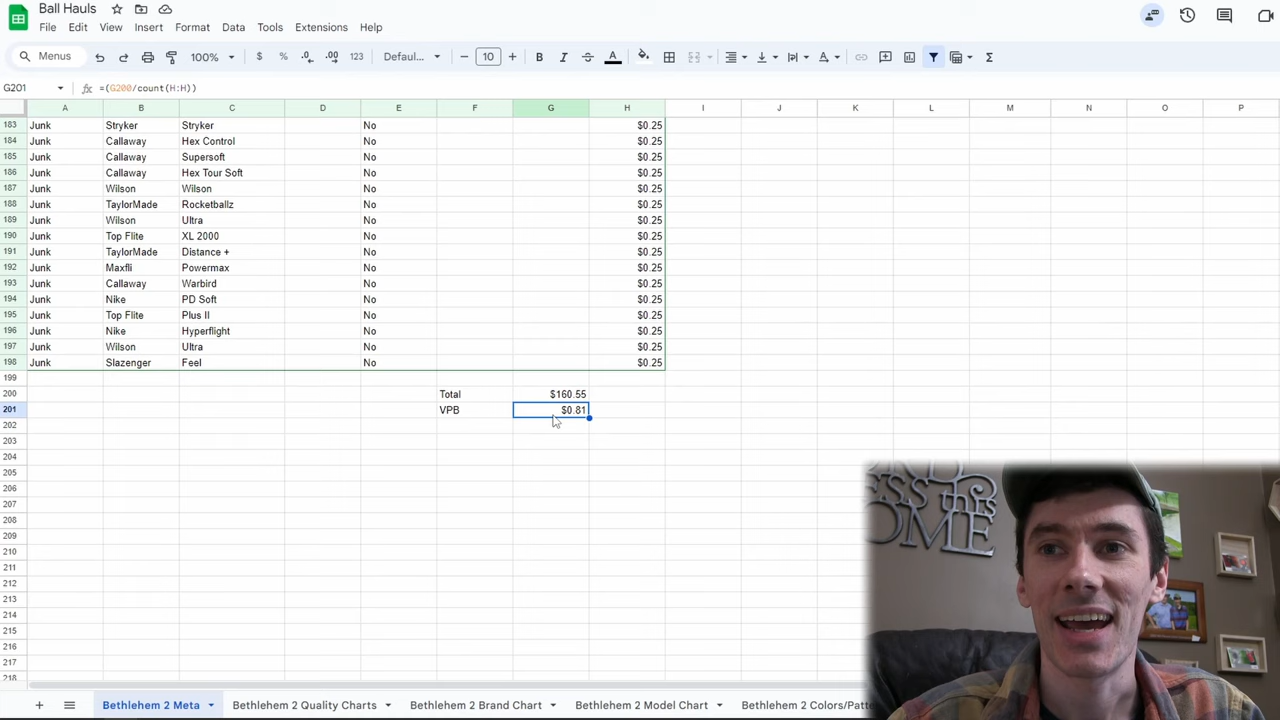 Ball Hauls
File Edit View Insert Format Data Tools Extensions Help
Menus 100% $ % .0 .00 123 Defaul... 10 B I A
G201 =(G200/count(H:H))
A B C D E F G H I J K L M N O P
183 Junk Stryker Stryker No $0.25
184 Junk Callaway Hex Control No $0.25
185 Junk Callaway Supersoft No $0.25
186 Junk Callaway Hex Tour Soft No $0.25
187 Junk Wilson Wilson No $0.25
188 Junk TaylorMade Rocketballz No $0.25
189 Junk Wilson Ultra No $0.25
190 Junk Top Flite XL 2000 No $0.25
191 Junk TaylorMade Distance + No $0.25
192 Junk Maxfli Powermax No $0.25
193 Junk Callaway Warbird No $0.25
194 Junk Nike PD Soft No $0.25
195 Junk Top Flite Plus II No $0.25
196 Junk Nike Hyperflight No $0.25
197 Junk Wilson Ultra No $0.25
198 Junk Slazenger Feel No $0.25
199
200 Total $160.55
201 VPB $0.81
202
203
204
205
206
207
208
209
210
211
212
213
214
215
216
217
218
ESS this
OME
Bethlehem 2 Meta Bethlehem 2 Quality Charts Bethlehem 2 Brand Chart Bethlehem 2 Model Chart Bethlehem 2 Colors/Patte